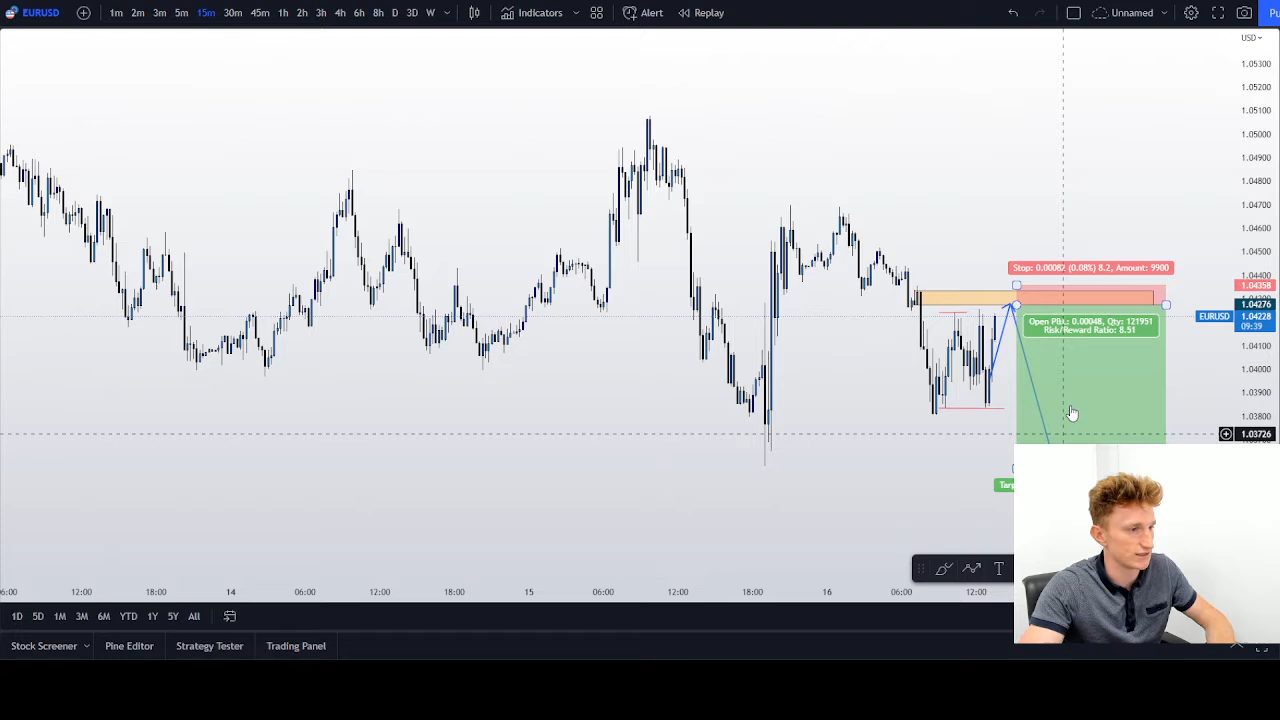 EURUSD 1m 2m 3m 5m 15m 30m 45m 1h 2h 3h 4h 6h 8h D 3D W Indicators Alert Replay Unnamed Pu
USD
1.05300
1.05200
1.05100
1.05000
1.04900
1.04800
1.04700
1.04600
1.04500
Stop: 0.00082 (0.08%) 8.2, Amount: 9900
1.04400
1.04358
1.04276
Open P&L: 0.00048, Qty: 121951
Risk/Reward Ratio: 8.51
EURUSD 1.04228
09:39
1.04100
1.04000
1.03900
1.03800
1.03726
Targ
06:00 12:00 18:00 14 06:00 12:00 18:00 15 06:00 12:00 18:00 16 06:00 12:00
T
1D 5D 1M 3M 6M YTD 1Y 5Y All
Stock Screener Pine Editor Strategy Tester Trading Panel